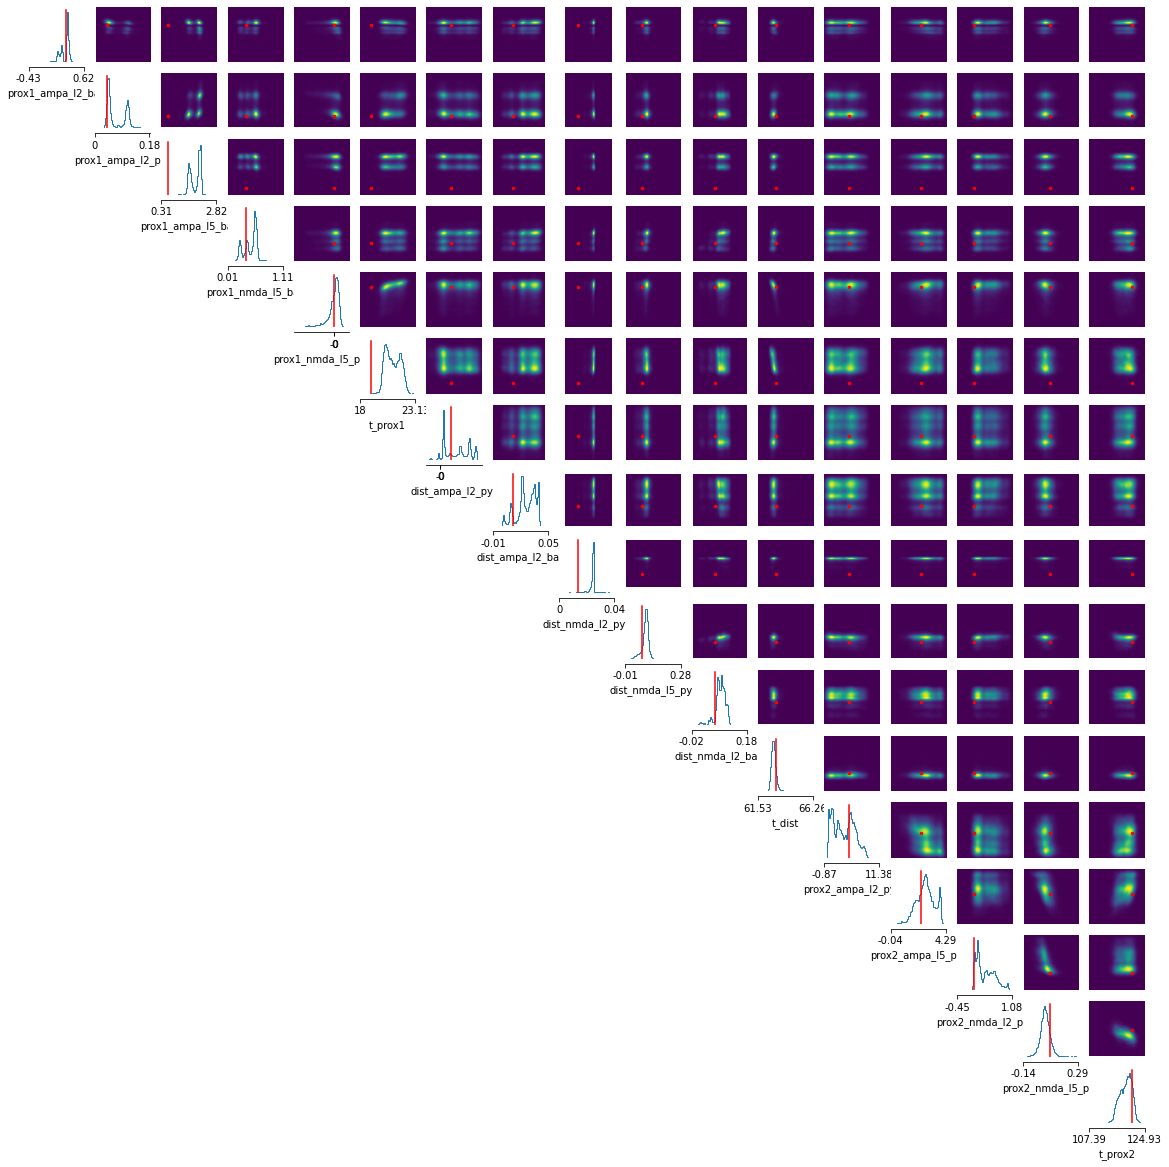 -0.43 0.62
prox1_ampa_l2_ba
0 0.18
prox1_ampa_l2_p
0.31 2.82
prox1_ampa_l5_ba
0.01 1.11
prox1_nmda_l5_ba
-0
prox1_nmda_l5_p
18 23.13
t_prox1
-0
dist_ampa_l2_py
-0.01 0.05
dist_ampa_l2_ba
0 0.04
dist_nmda_l2_py
-0.01 0.28
dist_nmda_l5_py
-0.02 0.18
dist_nmda_l2_ba
61.53 66.26
t_dist
-0.87 11.38
prox2_ampa_l2_py
-0.04 4.29
prox2_ampa_l5_p
-0.45 1.08
prox2_nmda_l2_p
-0.14 0.29
prox2_nmda_l5_p
107.39 124.93
t_prox2